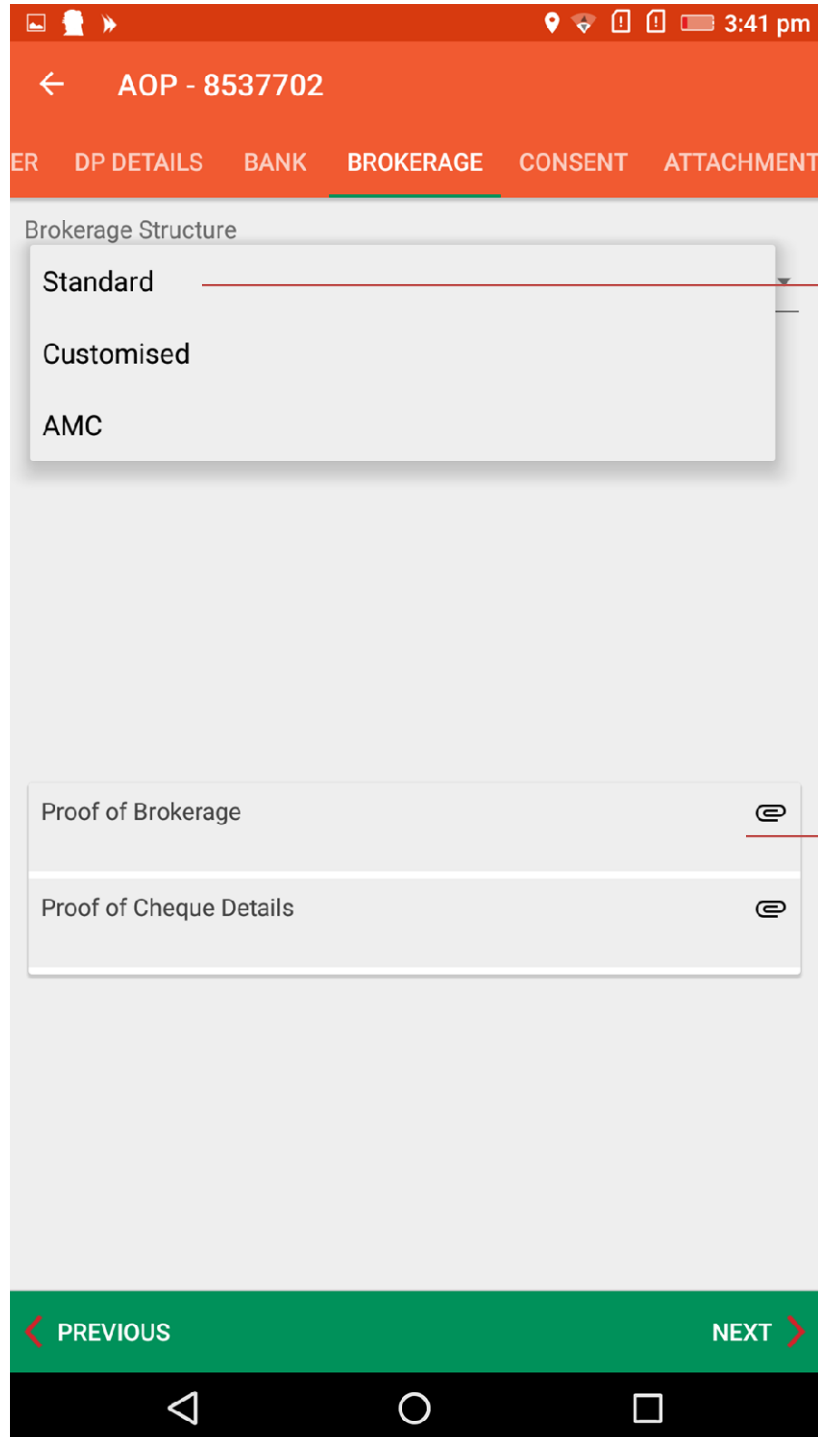 3:41 pm
AOP - 8537702
ER DP DETAILS BANK BROKERAGE CONSENT ATTACHMENT
Brokerage Structure
Standard
Customised
AMC
Proof of Brokerage
Proof of Cheque Details
PREVIOUS NEXT